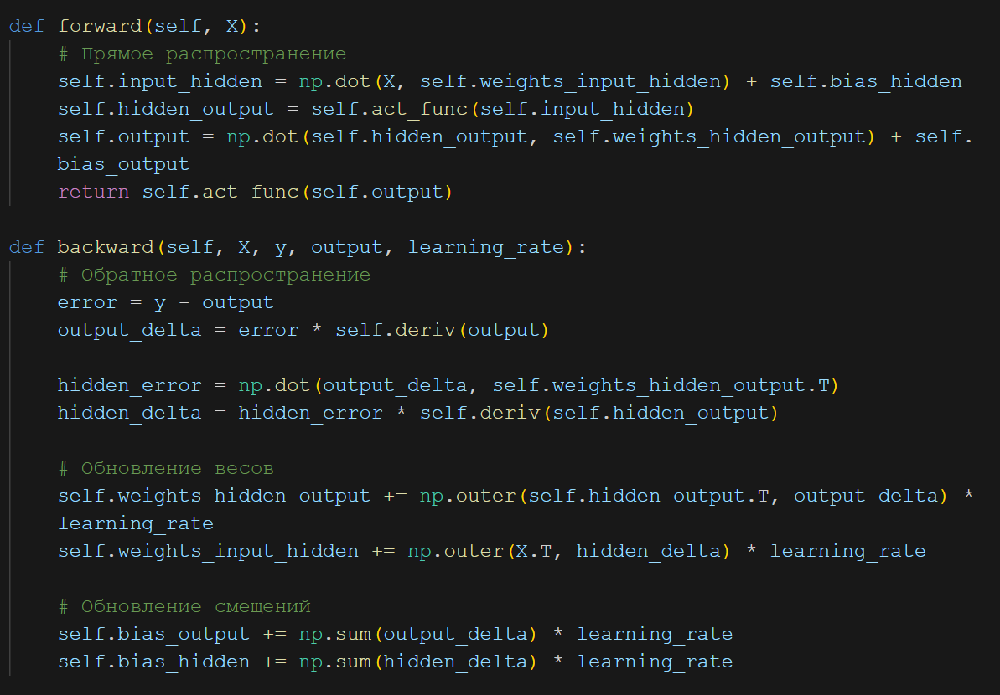 def forward(self, X):
    # Прямое распространение
    self.input_hidden = np.dot(X, self.weights_input_hidden) + self.bias_hidden
    self.hidden_output = self.act_func(self.input_hidden)
    self.output = np.dot(self.hidden_output, self.weights_hidden_output) + self.
    bias_output
    return self.act_func(self.output)

def backward(self, X, y, output, learning_rate):
    # Обратное распространение
    error = y - output
    output_delta = error * self.deriv(output)

    hidden_error = np.dot(output_delta, self.weights_hidden_output.T)
    hidden_delta = hidden_error * self.deriv(self.hidden_output)

    # Обновление весов
    self.weights_hidden_output += np.outer(self.hidden_output.T, output_delta) *
    learning_rate
    self.weights_input_hidden += np.outer(X.T, hidden_delta) * learning_rate

    # Обновление смещений
    self.bias_output += np.sum(output_delta) * learning_rate
    self.bias_hidden += np.sum(hidden_delta) * learning_rate